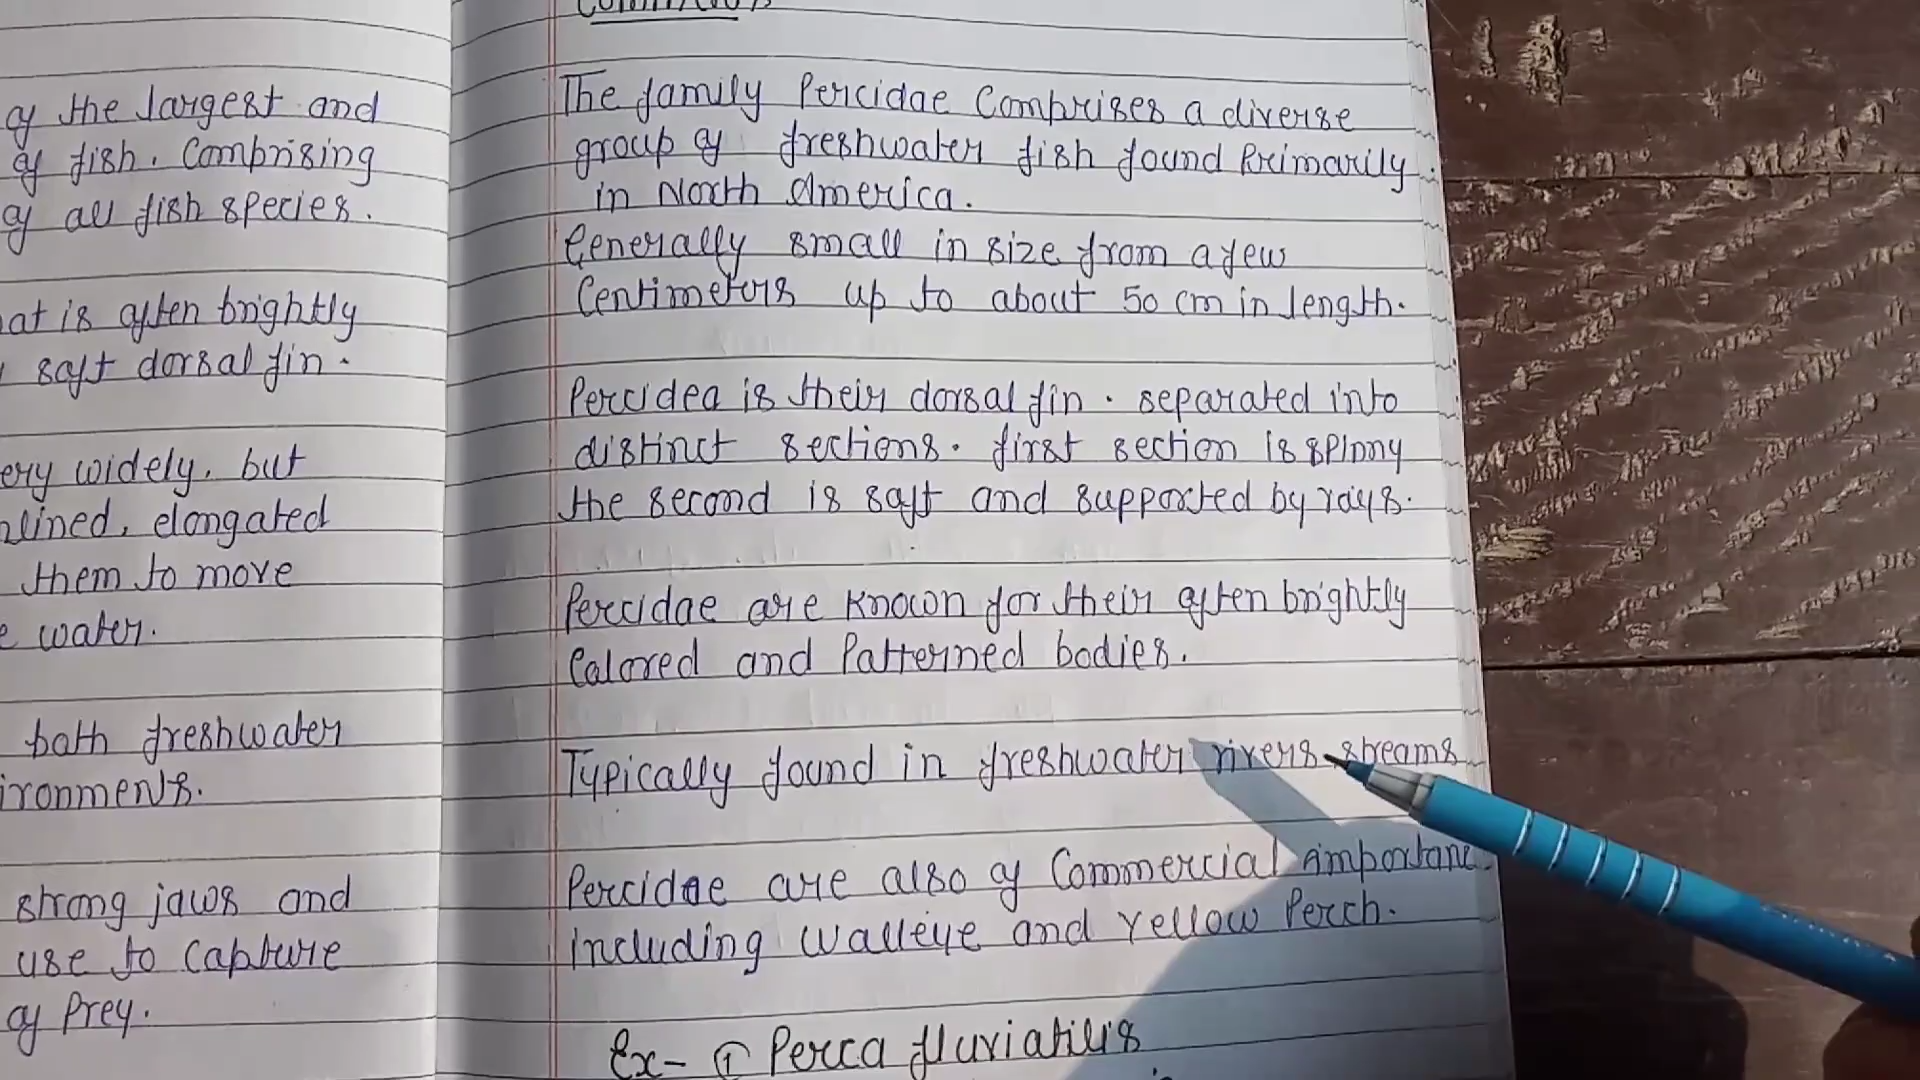 of the largest and
of fish. Comprising
of all fish species.
at is often brightly
soft dorsal fin.
ery widely, but
lined, elongated
them to move
water.
both freshwater
ironments.
strong jaws and
use to capture
of Prey.
The family Percidae Comprises a diverse
group of freshwater fish found Primarily
in North America.
Generally small in size from a few
Centimeters up to about 50 cm in length.
Percidea is their dorsal fin. separated into
distinct sections. first section is spinny
the second is soft and supported by rays.
Percidae are known for their often brightly
Colored and Patterned bodies.
Typically found in freshwater rivers streams
Percidae are also of Commercial importanc
including walleye and Yellow Perch.
Ex- ① Perca fluviatilis